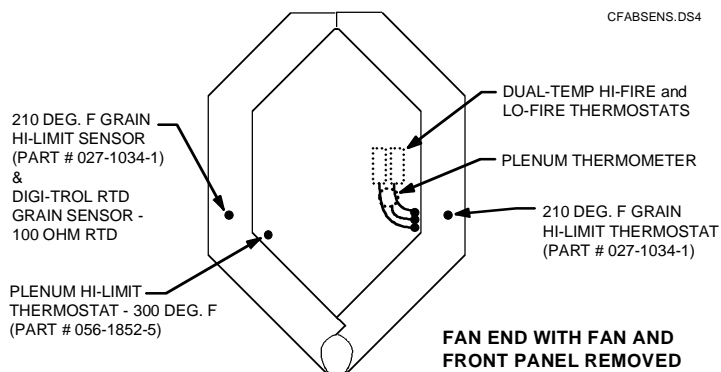 CFABSENS.DS4
210 DEG. F GRAIN
HI-LIMIT SENSOR
(PART # 027-1034-1)
&
DIGI-TROL RTD
GRAIN SENSOR -
100 OHM RTD
PLENUM HI-LIMIT
THERMOSTAT - 300 DEG. F
(PART # 056-1852-5)
DUAL-TEMP HI-FIRE and
LO-FIRE THERMOSTATS
PLENUM THERMOMETER
210 DEG. F GRAIN
HI-LIMIT THERMOSTAT
(PART # 027-1034-1)
FAN END WITH FAN AND
FRONT PANEL REMOVED